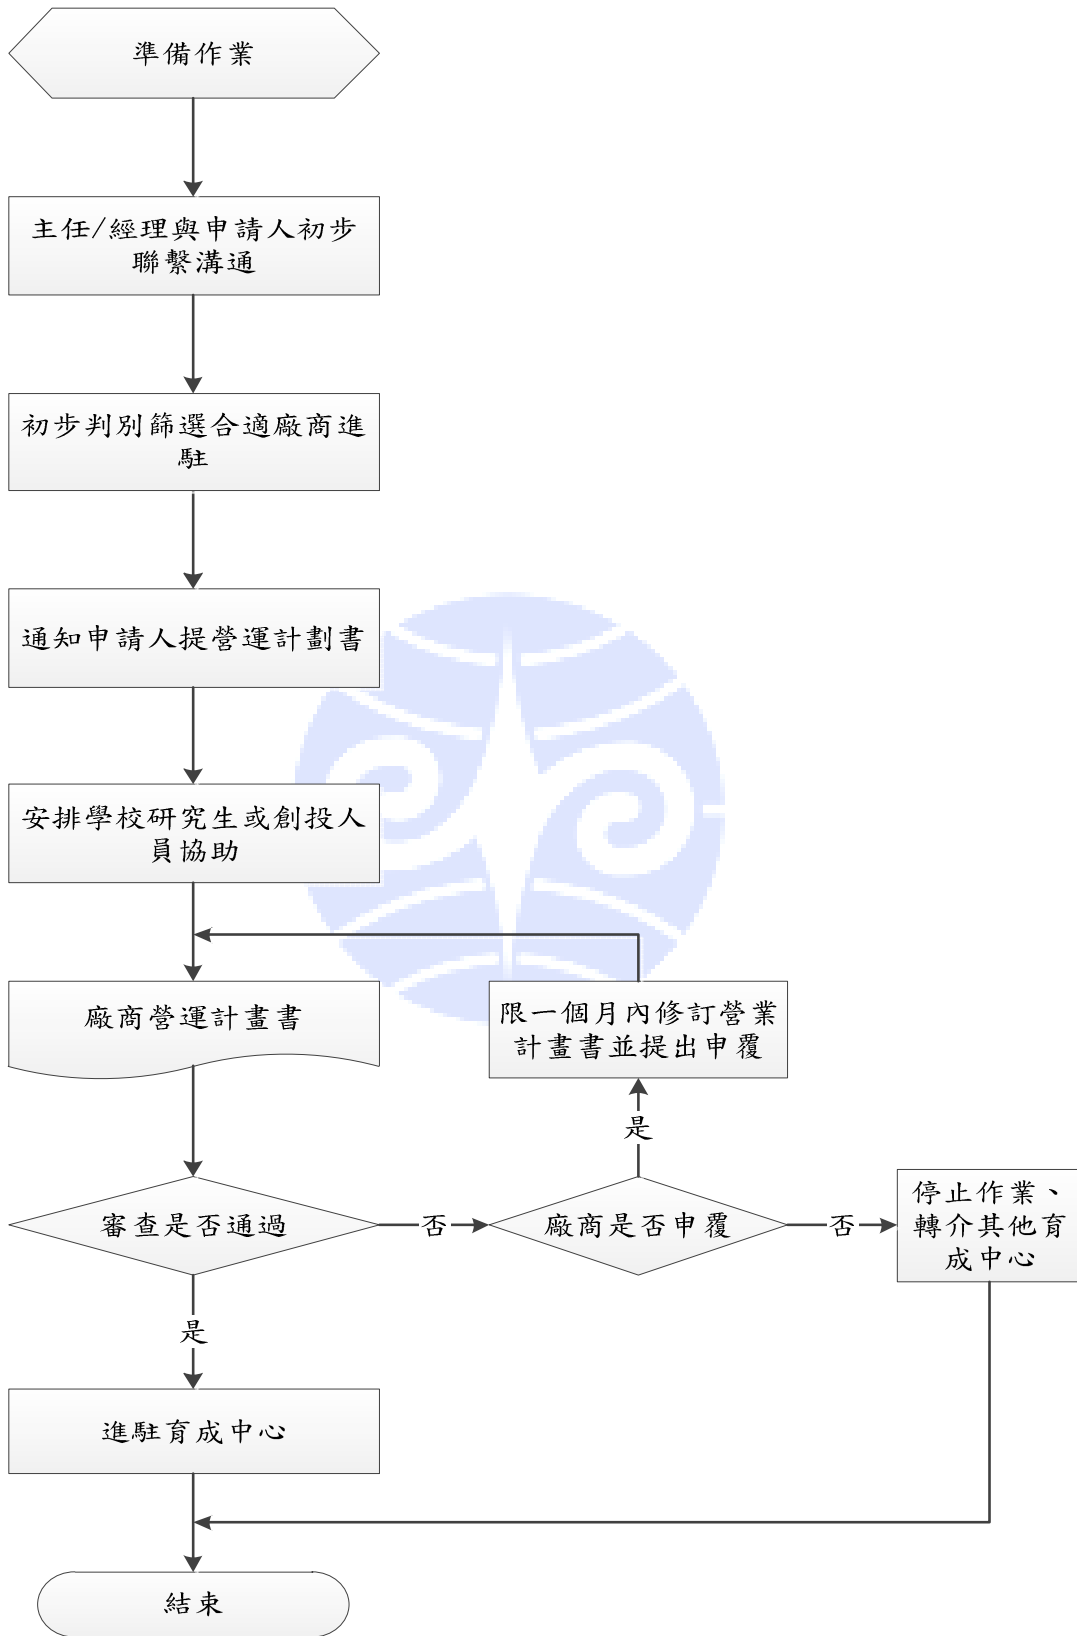 準備作業
主任/經理與申請人初步
聯繫溝通
初步判別篩選合適廠商進
駐
通知申請人提營運計劃書
安排學校研究生或創投人
員協助
廠商營運計畫書
限一個月內修訂營業
計畫書並提出申覆
是
審查是否通過
否
廠商是否申覆
否
停止作業、
轉介其他育
成中心
是
進駐育成中心
結束